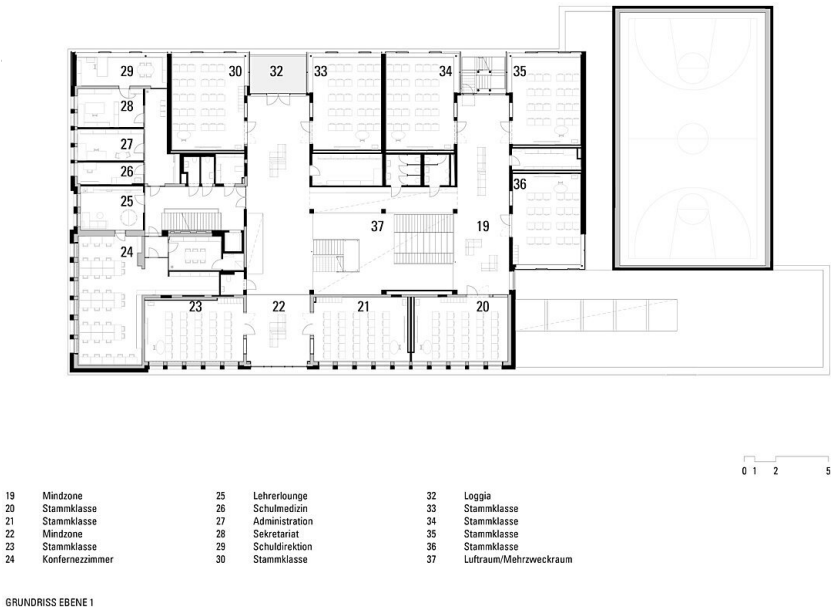 29 30 32 33 34 35
28
27
26
36
25
37 19
24
23 22 21 20
0 1 2 5
19 Mindzone 25 Lehrerlounge 32 Loggia
20 Stammklasse 26 Schulmedizin 33 Stammklasse
21 Stammklasse 27 Administration 34 Stammklasse
22 Mindzone 28 Sekretariat 35 Stammklasse
23 Stammklasse 29 Schuldirektion 36 Stammklasse
24 Konfernezzimmer 30 Stammklasse 37 Luftraum/Mehrzweckraum
GRUNDRISS EBENE 1